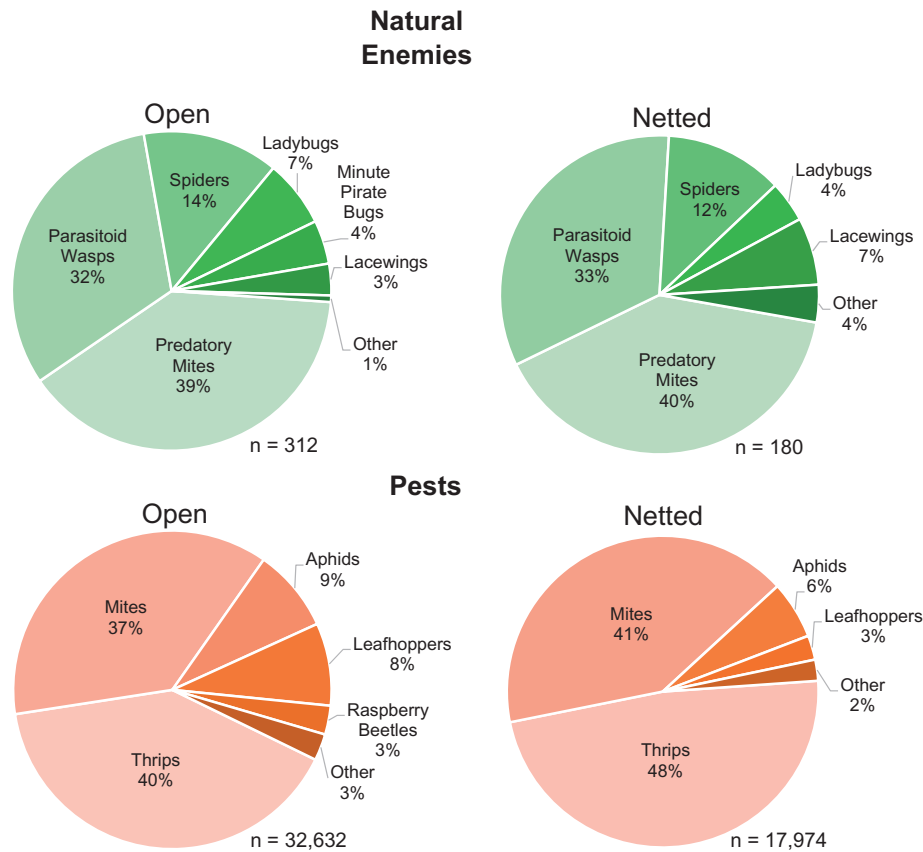 Natural
Enemies
Open
Netted
Ladybugs
7%
Minute
Pirate
Bugs
4%
Lacewings
3%
Other
1%
Spiders
14%
Parasitoid
Wasps
32%
Predatory
Mites
39%
n = 312
Ladybugs
4%
Lacewings
7%
Other
4%
Spiders
12%
Parasitoid
Wasps
33%
Predatory
Mites
40%
n = 180
Pests
Open
Netted
Aphids
9%
Leafhoppers
8%
Raspberry
Beetles
3%
Other
3%
Mites
37%
Thrips
40%
n = 32,632
Aphids
6%
Leafhoppers
3%
Other
2%
Mites
41%
Thrips
48%
n = 17,974